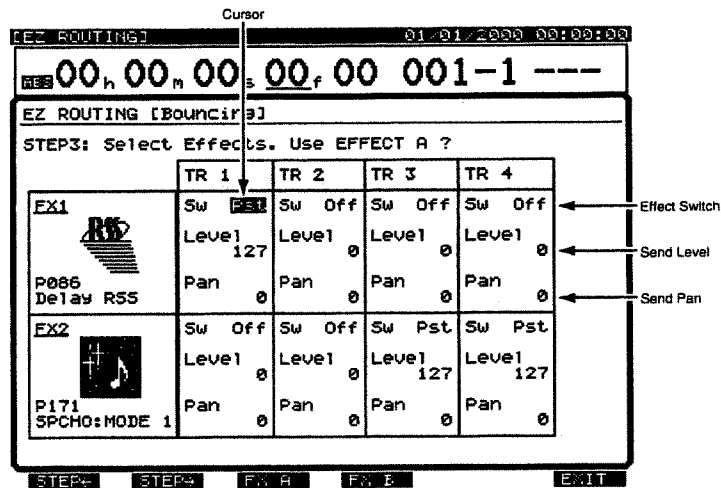 Cursor
[EZ ROUTING] 01/01/2000 00:00:00
00h 00m 00s 00f 00 001-1 ---
EZ ROUTING [Bouncing]
STEP3: Select Effects. Use EFFECT A ?
TR 1 TR 2 TR 3 TR 4
FX1 Sw Pst Sw Off Sw Off Sw Off Effect Switch
RSS Level Level Level Level
127 0 0 0 Send Level
P086 Pan Pan Pan Pan
Delay RSS 0 0 0 0 Send Pan
FX2 Sw Off Sw Off Sw Pst Sw Pst
Level Level Level Level
0 0 127 127
P171 Pan Pan Pan Pan
SPCHO:MODE 1 0 0 0 0
STEP← STEP→ FX A FX B EXIT